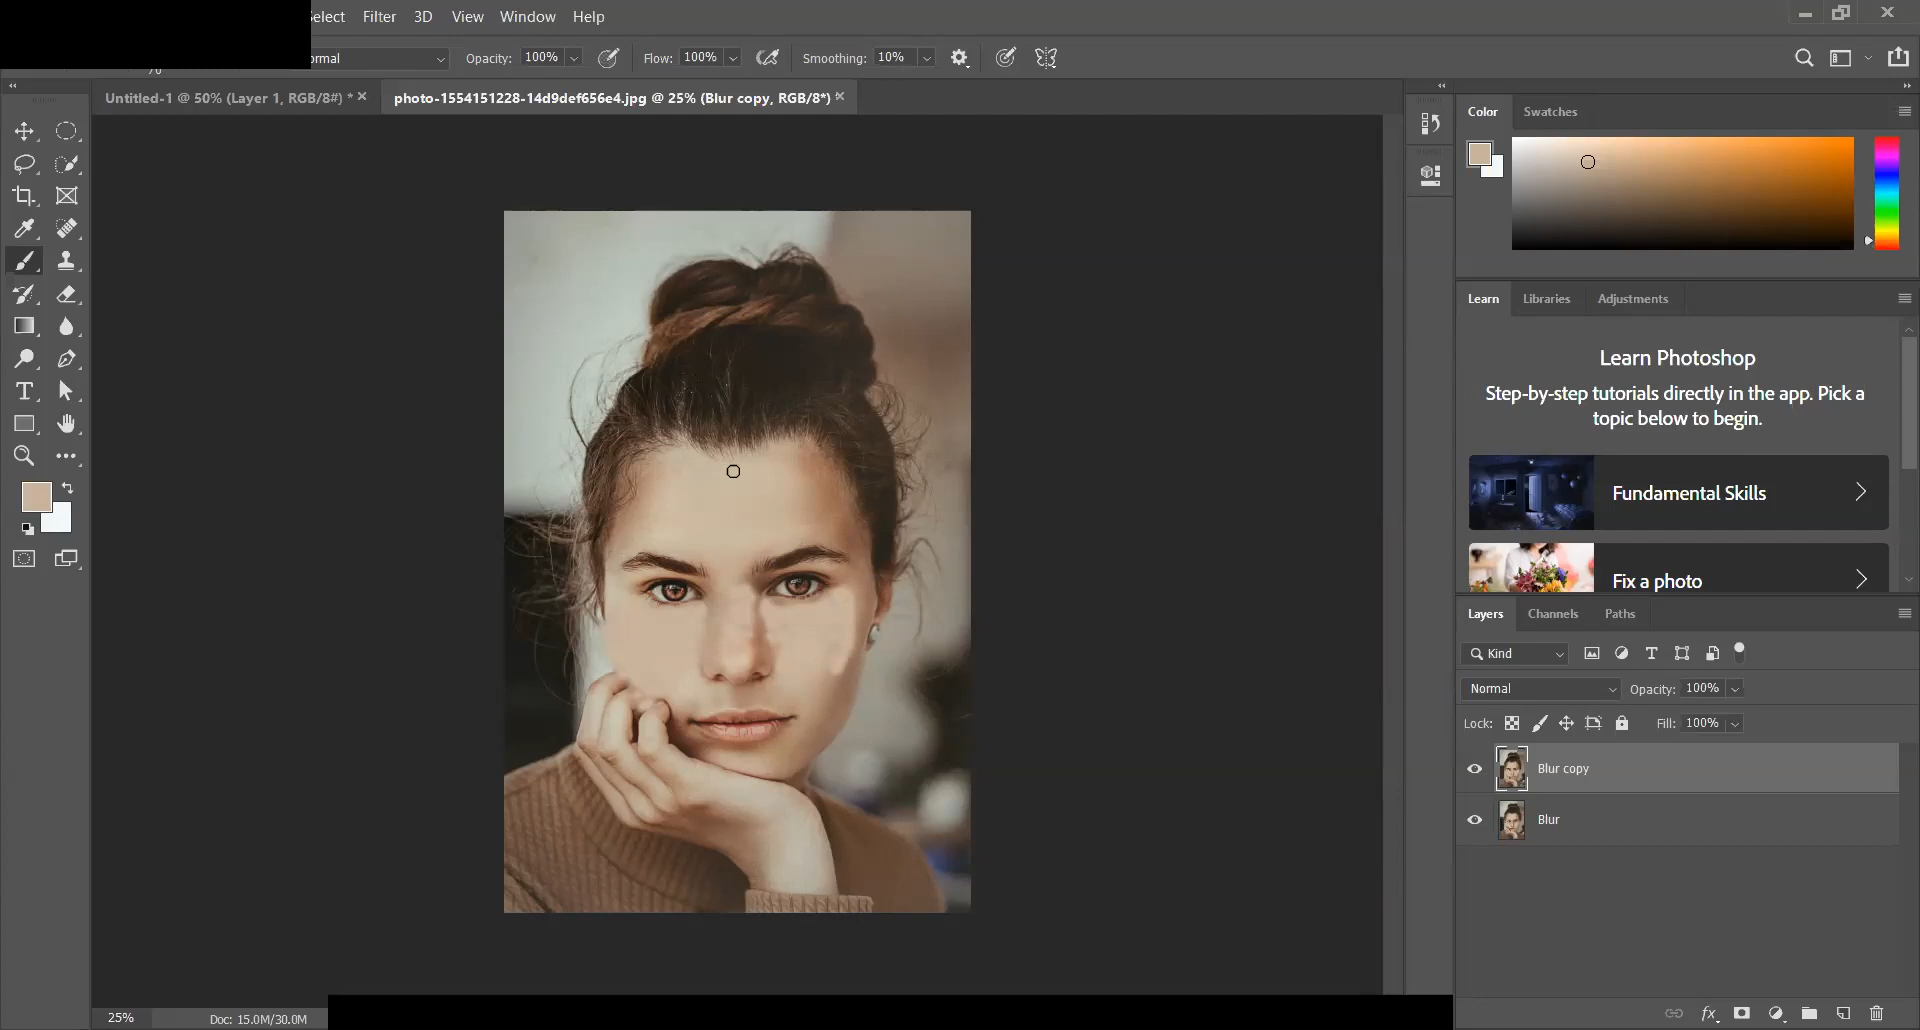 Select Filter 3D View Window Help
Normal Opacity: 100% Flow: 100% Smoothing: 10%
Untitled-1 @ 50% (Layer 1, RGB/8#) *
photo-1554151228-14d9def656e4.jpg @ 25% (Blur copy, RGB/8*)
Color Swatches
Learn Libraries Adjustments
Learn Photoshop
Step-by-step tutorials directly in the app. Pick a
topic below to begin.
Fundamental Skills
Fix a photo
Layers Channels Paths
Kind
Normal Opacity: 100%
Lock: Fill: 100%
Blur copy
Blur
fx
25% Doc: 15.0M/30.0M